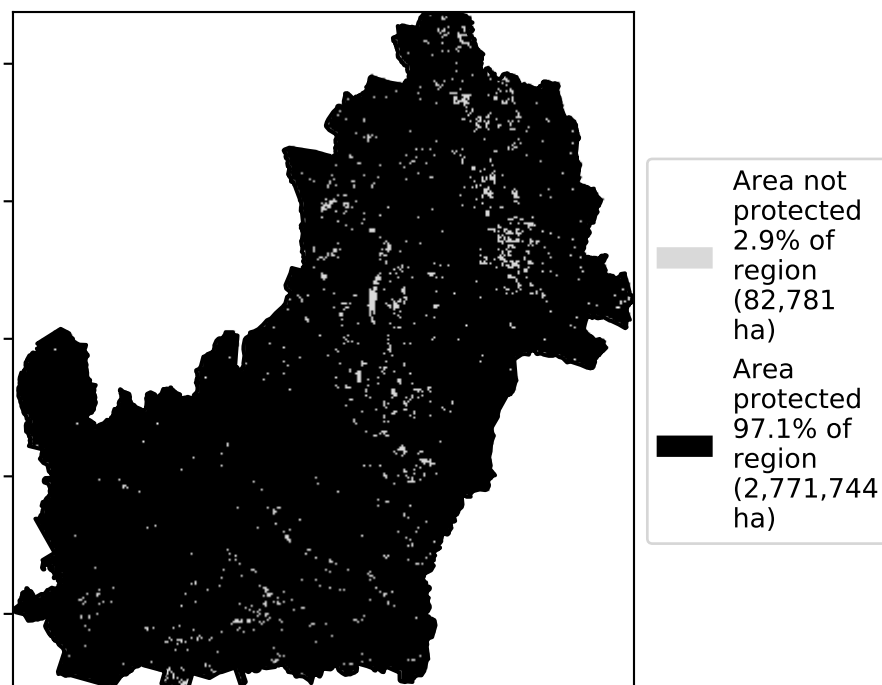 Area not
protected
2.9% of
region
(82,781
ha)
Area
protected
97.1% of
region
(2,771,744
ha)